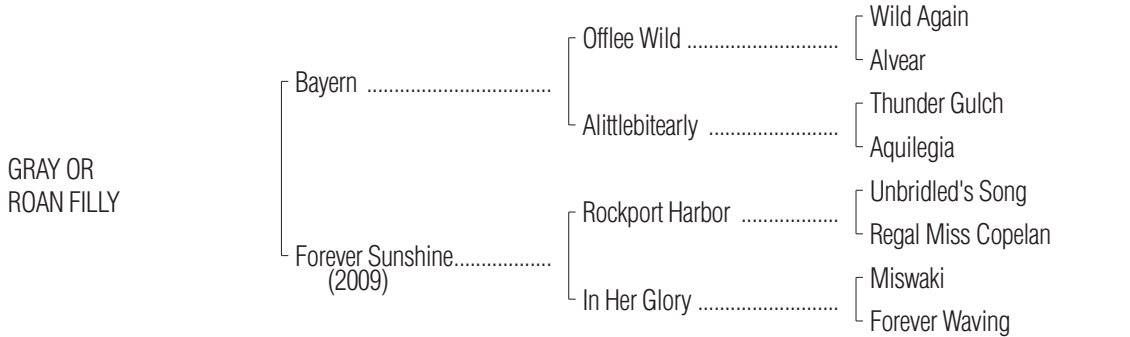 Wild Again
Offlee Wild ............................
Alvear
Bayern ..................................
Thunder Gulch
Alittlebitearly ........................
Aquilegia
GRAY OR
ROAN FILLY
Unbridled's Song
Rockport Harbor ..................
Regal Miss Copelan
Forever Sunshine..................
(2009)
Miswaki
In Her Glory ..........................
Forever Waving